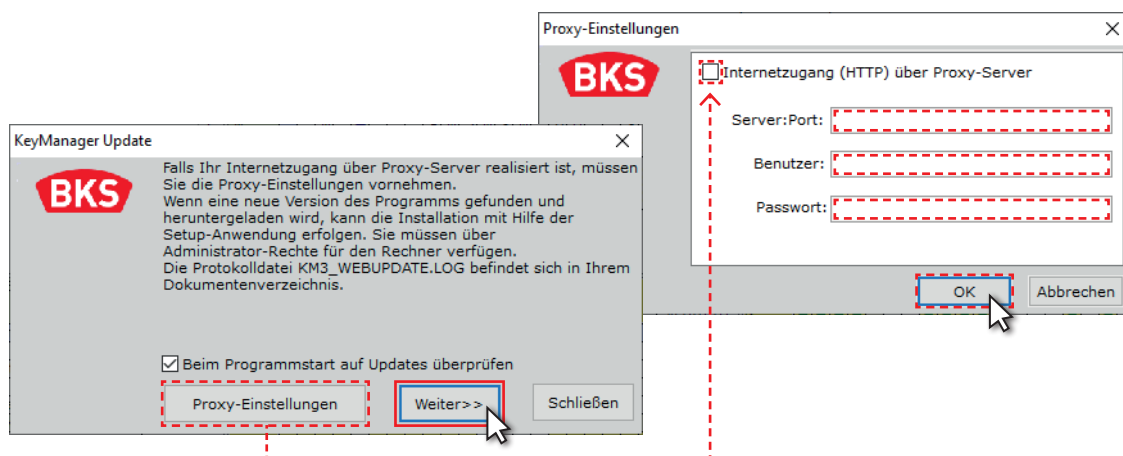 Proxy-Einstellungen
BKS
Internetzugang (HTTP) über Proxy-Server
Server:Port:
Benutzer:
Passwort:
OK
Abbrechen
KeyManager Update
BKS
Falls Ihr Internetzugang über Proxy-Server realisiert ist, müssen
Sie die Proxy-Einstellungen vornehmen.
Wenn eine neue Version des Programms gefunden und
heruntergeladen wird, kann die Installation mit Hilfe der
Setup-Anwendung erfolgen. Sie müssen über
Administrator-Rechte für den Rechner verfügen.
Die Protokolldatei KM3_WEBUPDATE.LOG befindet sich in Ihrem
Dokumentenverzeichnis.
Beim Programmstart auf Updates überprüfen
Proxy-Einstellungen
Weiter>>
Schließen